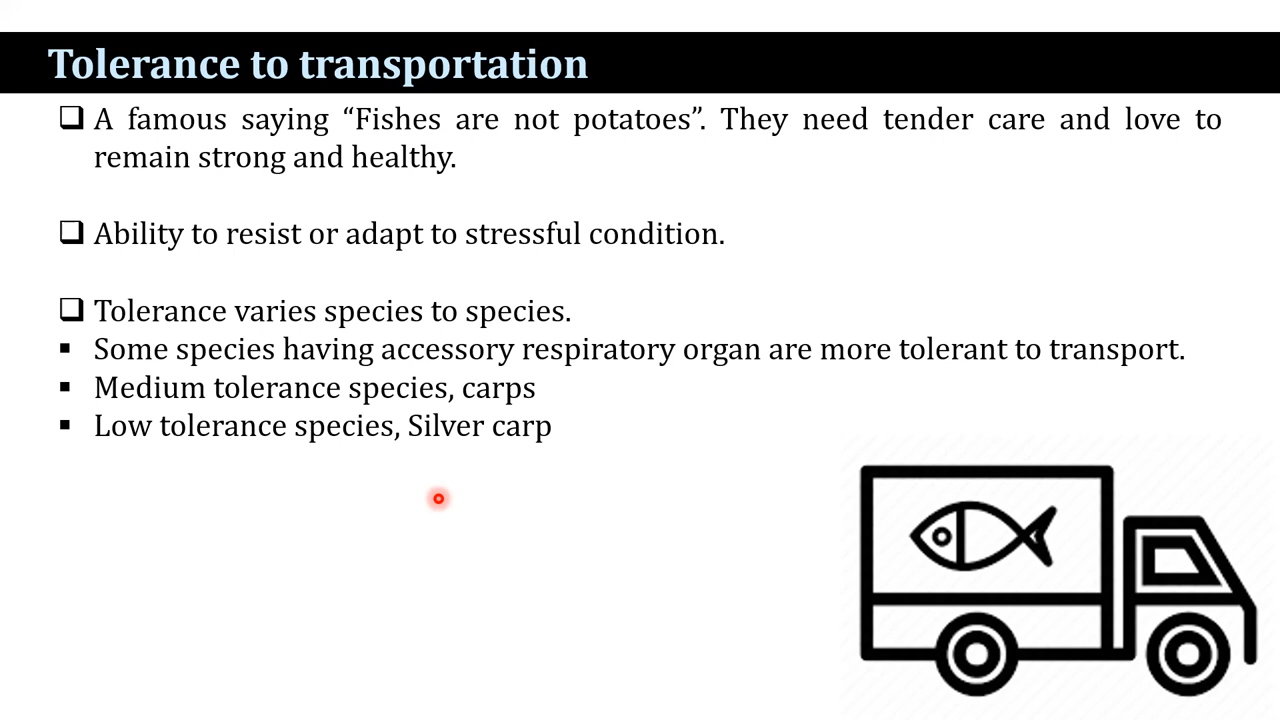 Tolerance to transportation
❑ A famous saying “Fishes are not potatoes”. They need tender care and love to
remain strong and healthy.
❑ Ability to resist or adapt to stressful condition.
❑ Tolerance varies species to species.
▪ Some species having accessory respiratory organ are more tolerant to transport.
▪ Medium tolerance species, carps
▪ Low tolerance species, Silver carp